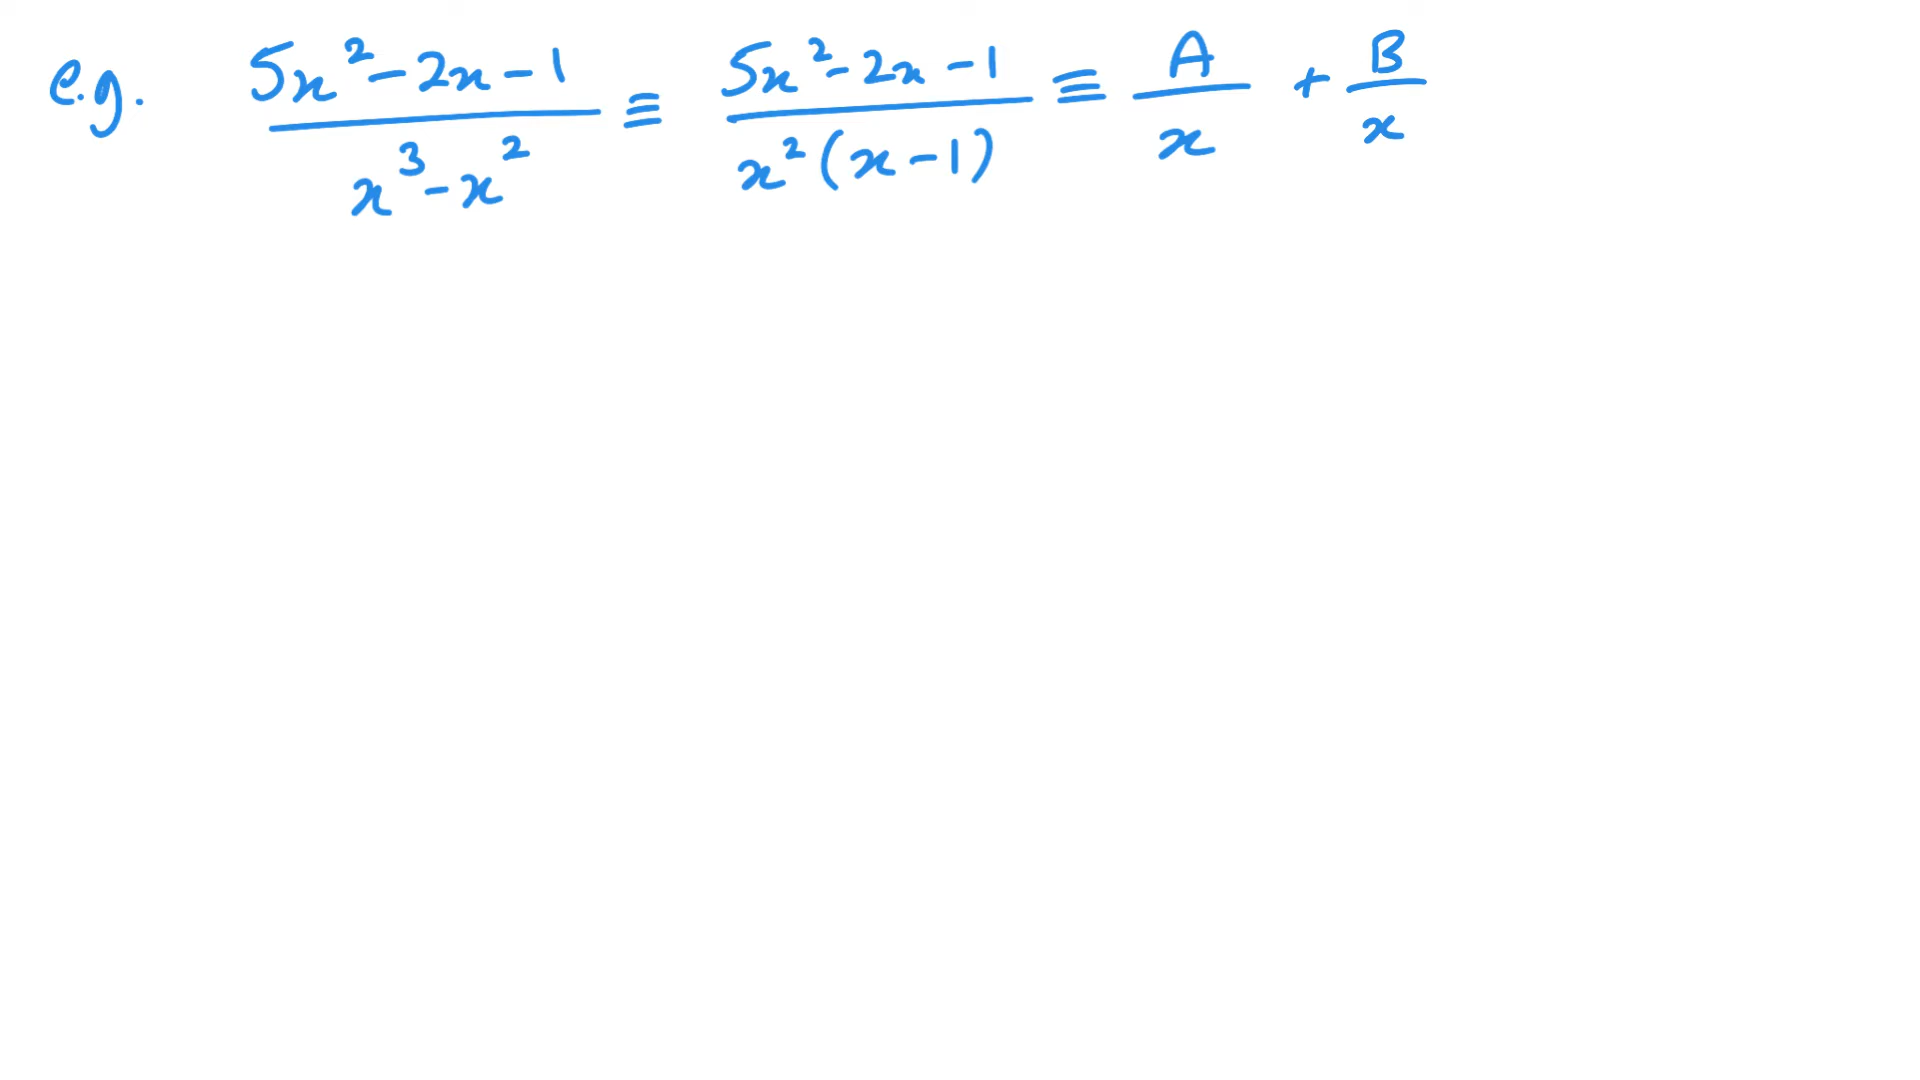 e.g. (5x² - 2x - 1)/(x³ - x²) ≡ (5x² - 2x - 1)/(x²(x - 1)) ≡ A/x + B/x